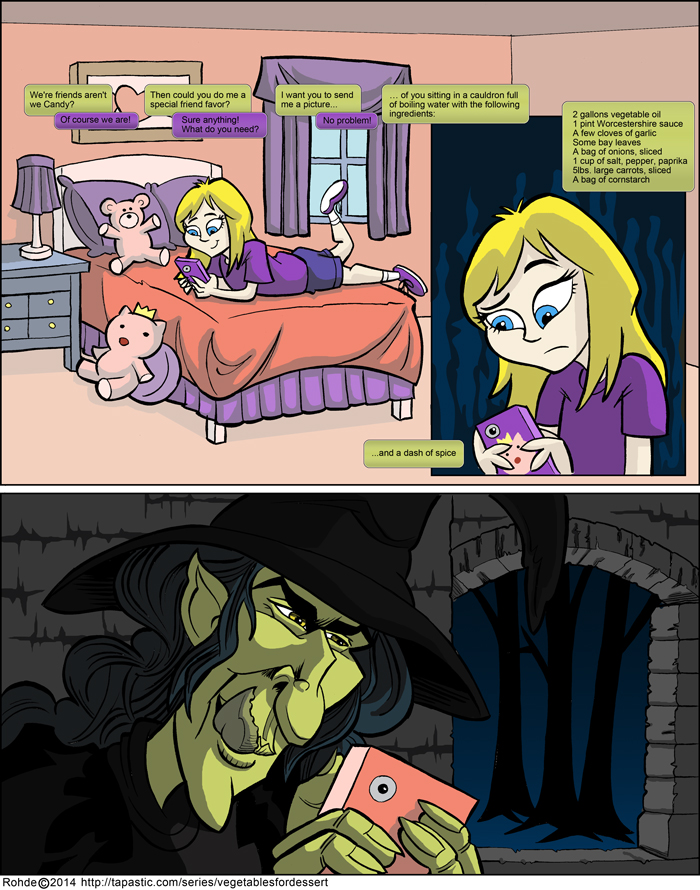 We're friends aren't
we Candy?
Of course we are!
Then could you do me a
special friend favor?
Sure anything!
What do you need?
I want you to send
me a picture...
No problem!
... of you sitting in a cauldron full
of boiling water with the following
ingredients:
2 gallons vegetable oil
1 pint Worcestershire sauce
A few cloves of garlic
Some bay leaves
A bag of onions, sliced
1 cup of salt, pepper, paprika
5lbs, large carrots, sliced
A bag of cornstarch
...and a dash of spice
Rohde©2014 http://tapastic.com/series/vegetablesfordessert